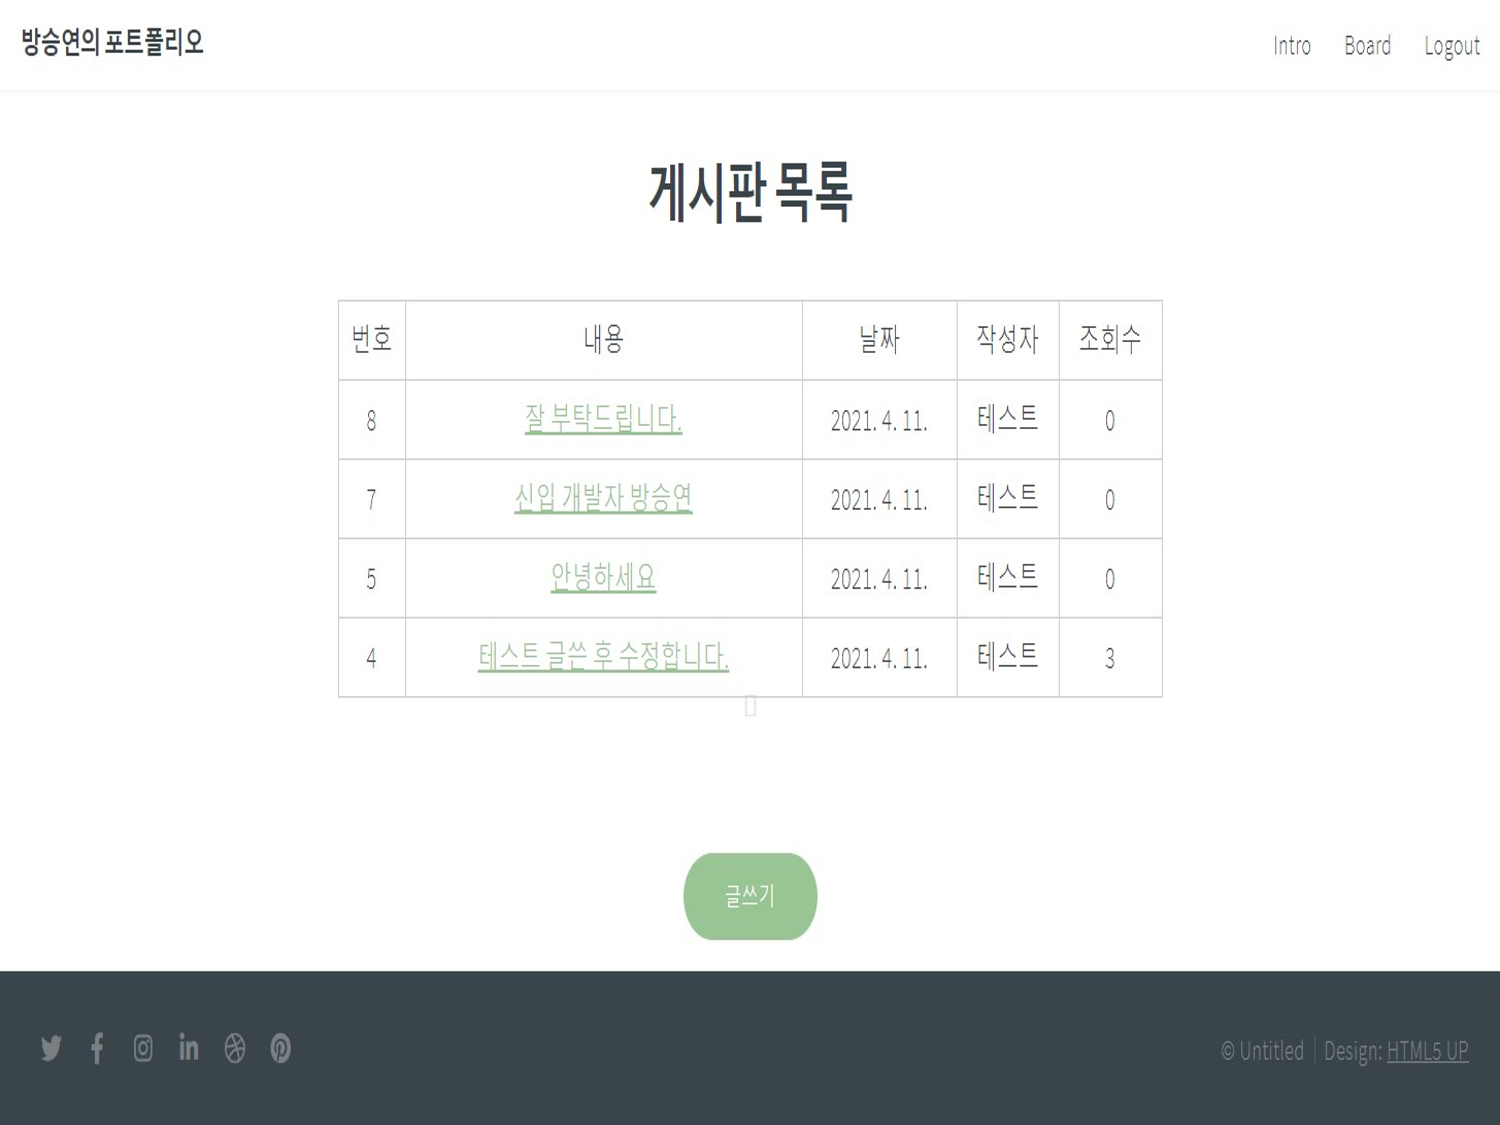 방승연의 포트폴리오
Intro Board Logout
게시판 목록
번호 내용 날짜 작성자 조회수
8 잘 부탁드립니다. 2021. 4. 11. 테스트 0
7 신입 개발자 방승연 2021. 4. 11. 테스트 0
5 안녕하세요 2021. 4. 11. 테스트 0
4 테스트 글쓴 후 수정합니다. 2021. 4. 11. 테스트 3
글쓰기
© Untitled | Design: HTML5 UP